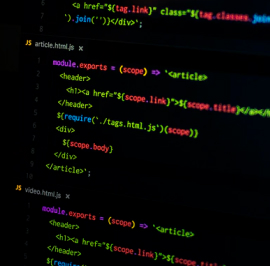 <a href="${tag.link}" class="${tag.classes.join
').join('')}</div>';
JS article.html.js ×
module.exports = (scope) => `<article>
<header>
<h1><a href="${scope.link}">${scope.title}</a></h
</header>
${require('./tags.html.js')(scope)}
<div>
${scope.body}
</div>
</article>`;
JS video.html.js ×
module.exports = (scope) => `<article>
<header>
<h1><a href="${scope.link}">${scope.
</header>
${require(